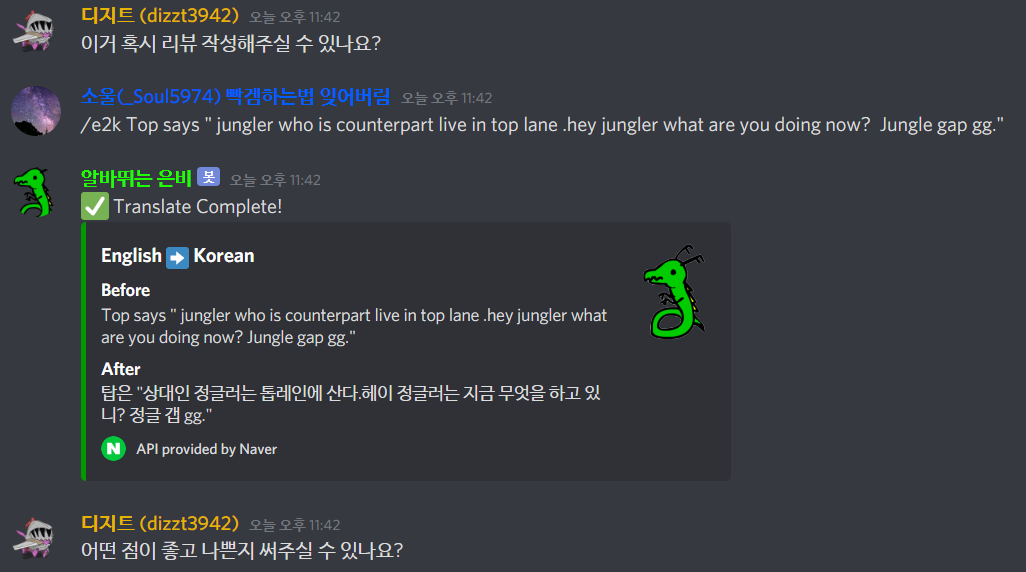 디지트 (dizzt3942) 오늘 오후 11:42
이거 혹시 리뷰 작성해주실 수 있나요?
소울(_Soul5974) 빡겜하는법 잊어버림 오늘 오후 11:42
/e2k Top says " jungler who is counterpart live in top lane .hey jungler what are you doing now?  Jungle gap gg."
알바뛰는 은비 봇 오늘 오후 11:42
Translate Complete!
English ➡ Korean
Before
Top says " jungler who is counterpart live in top lane .hey jungler what
are you doing now? Jungle gap gg."
After
탑은 "상대인 정글러는 톱레인에 산다.헤이 정글러는 지금 무엇을 하고 있
니? 정글 갭 gg."
N API provided by Naver
디지트 (dizzt3942) 오늘 오후 11:42
어떤 점이 좋고 나쁜지 써주실 수 있나요?